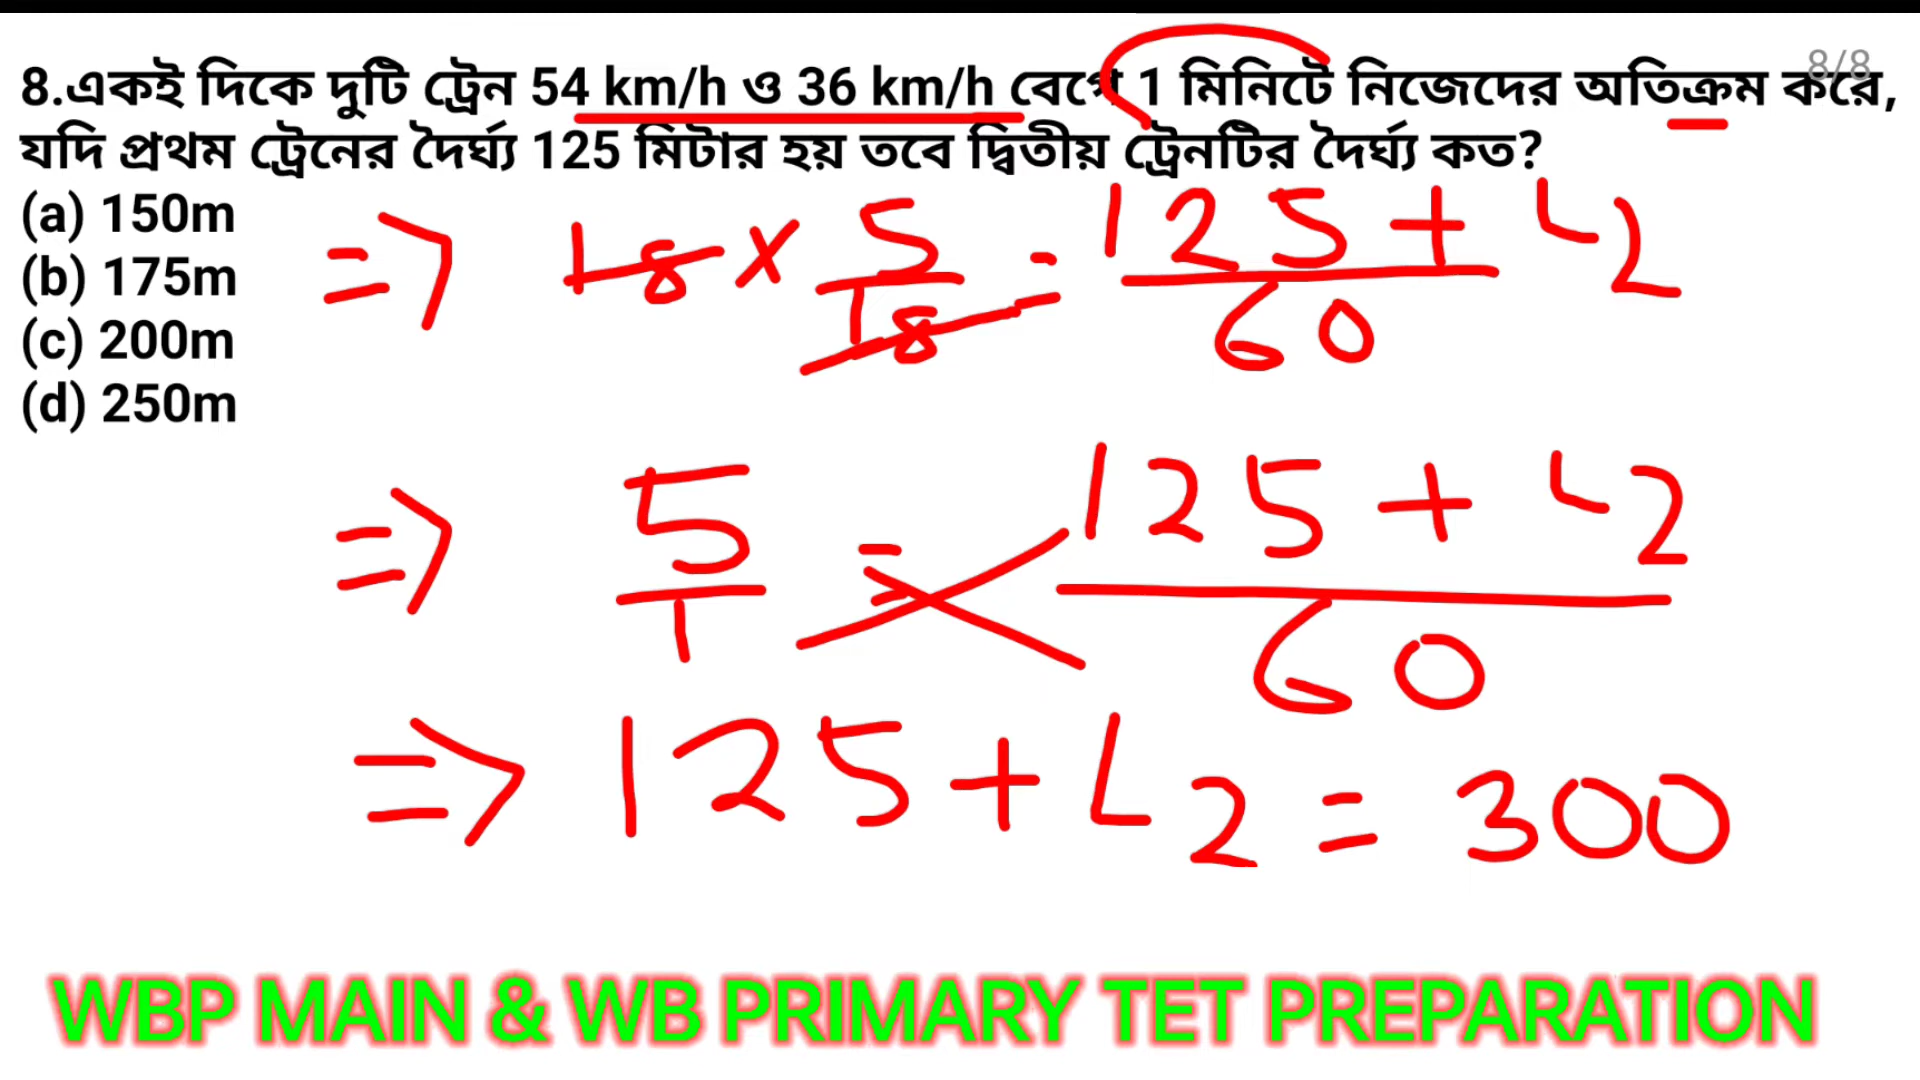 8/8
8.একই দিকে দুটি ট্রেন 54 km/h ও 36 km/h বেগে 1 মিনিটে নিজেদের অতিক্রম করে,
যদি প্রথম ট্রেনের দৈর্ঘ্য 125 মিটার হয় তবে দ্বিতীয় ট্রেনটির দৈর্ঘ্য কত?
(a) 150m
(b) 175m
(c) 200m
(d) 250m
=> 18 x 5/18 = 125 + L2/60
=> 5/1 = 125 + L2/60
=> 125 + L2 = 300
WBP MAIN & WB PRIMARY TET PREPARATION